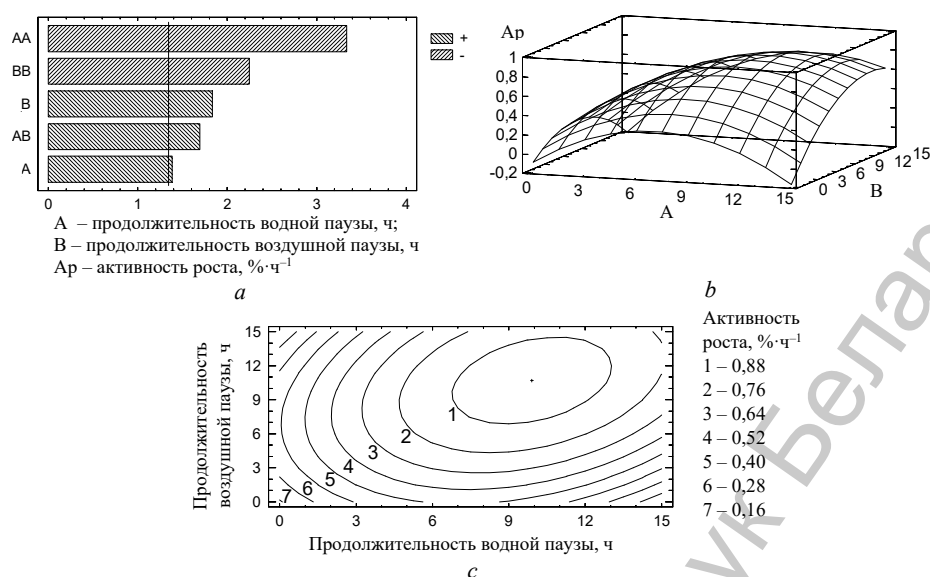 AA
BB
B
AB
A
0 1 2 3 4
+
-
A – продолжительность водной паузы, ч;
B – продолжительность воздушной паузы, ч
Ар – активность роста, %·ч⁻¹
a
Ар
1
0,8
0,6
0,4
0,2
0
-0,2
0 3 6 9 12 15
A
0 3 6 9 12 15
B
b
Продолжительность
воздушной паузы, ч
15
12
9
6
3
0
1
2
3
4
5
6
7
0 3 6 9 12 15
Продолжительность водной паузы, ч
c
Активность
роста, %·ч⁻¹
1 – 0,88
2 – 0,76
3 – 0,64
4 – 0,52
5 – 0,40
6 – 0,28
7 – 0,16
ук Белар